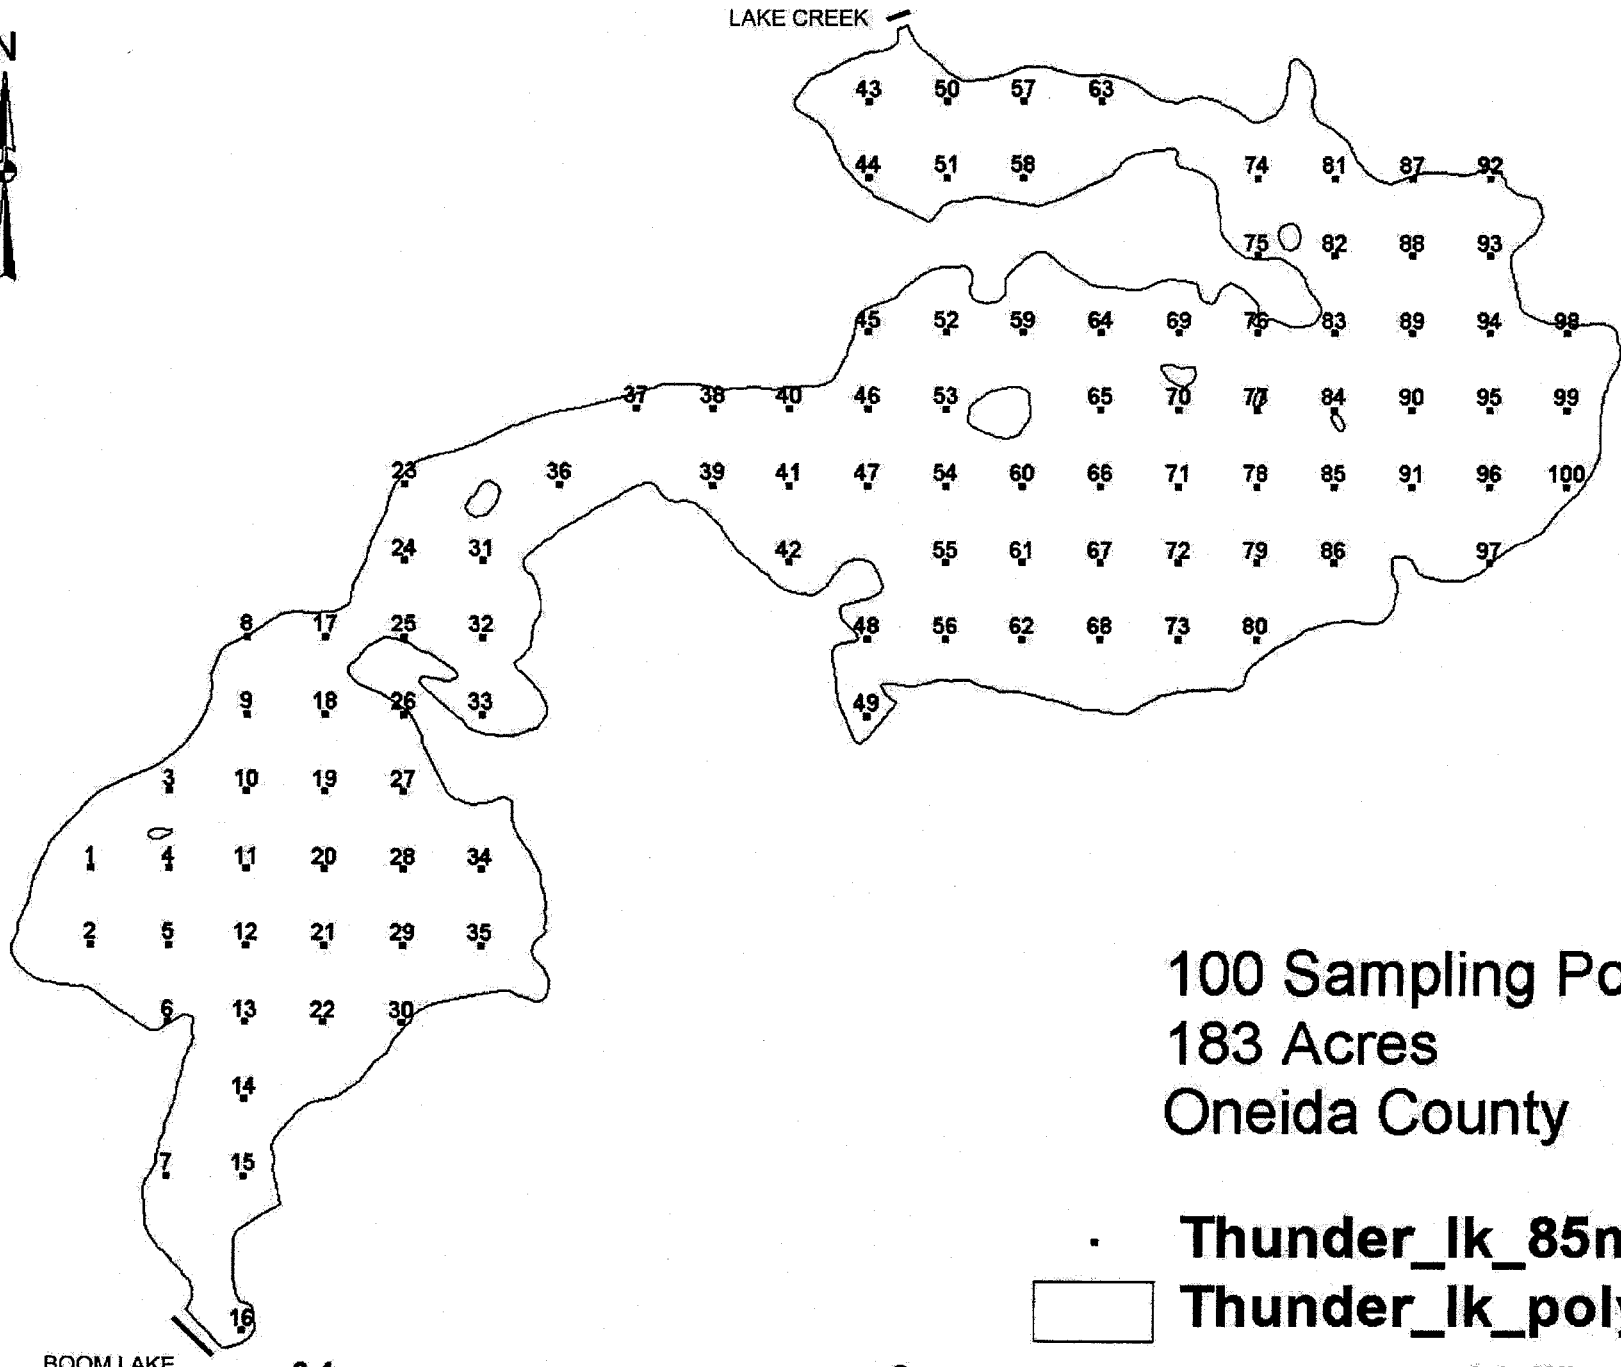 LAKE CREEK
N
43 50 57 63
44 51 58 74 81 87 92
75 82 88 93
45 52 59 64 69 76 83 89 94 98
37 38 40 46 53 65 70 77 84 90 95 99
23 36 39 41 47 54 60 66 71 78 85 91 96 100
24 31 42 55 61 67 72 79 86 97
8 17 25 32 48 56 62 68 73 80
9 18 26 33 49
3 10 19 27
1 4 11 20 28 34
2 5 12 21 29 35
6 13 22 30
14
7 15
16
100 Sampling Po
183 Acres
Oneida County
Thunder_lk_85m
Thunder_lk_poly
BOOM LAKE